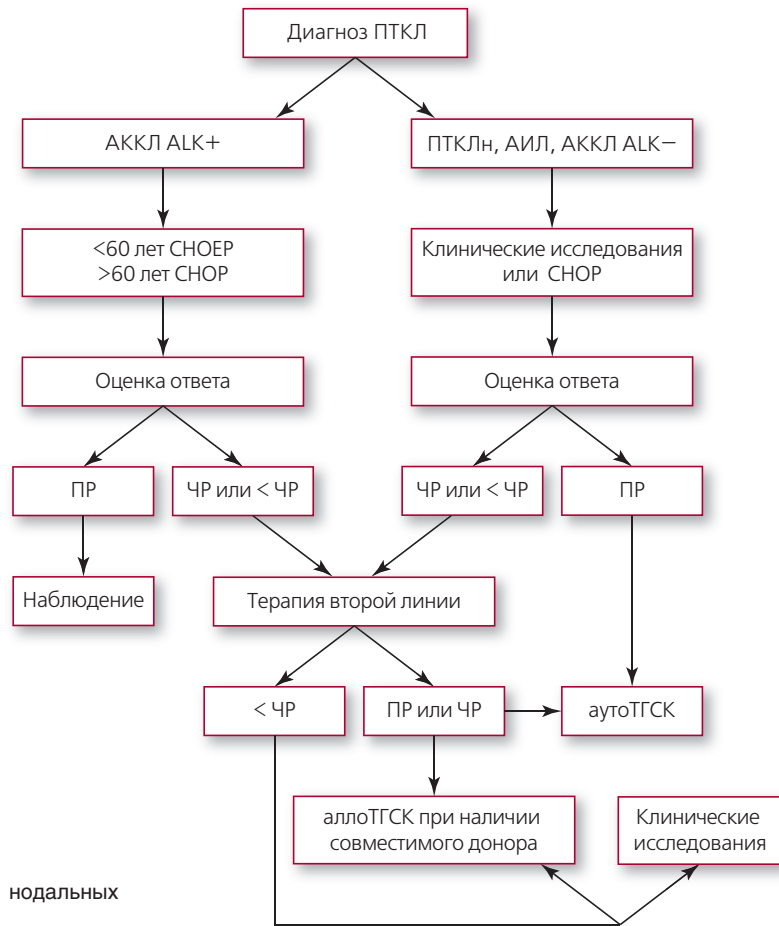 Диагноз ПТКЛ
АККЛ ALK+
ПТКЛн, АИЛ, АККЛ ALK−
<60 лет CHOEP
>60 лет CHOP
Клинические исследования
или CHOP
Оценка ответа
Оценка ответа
ПР
ЧР или < ЧР
ЧР или < ЧР
ПР
Наблюдение
Терапия второй линии
< ЧР
ПР или ЧР
аутоТГСК
аллоТГСК при наличии
совместимого донора
Клинические
исследования
нодальных